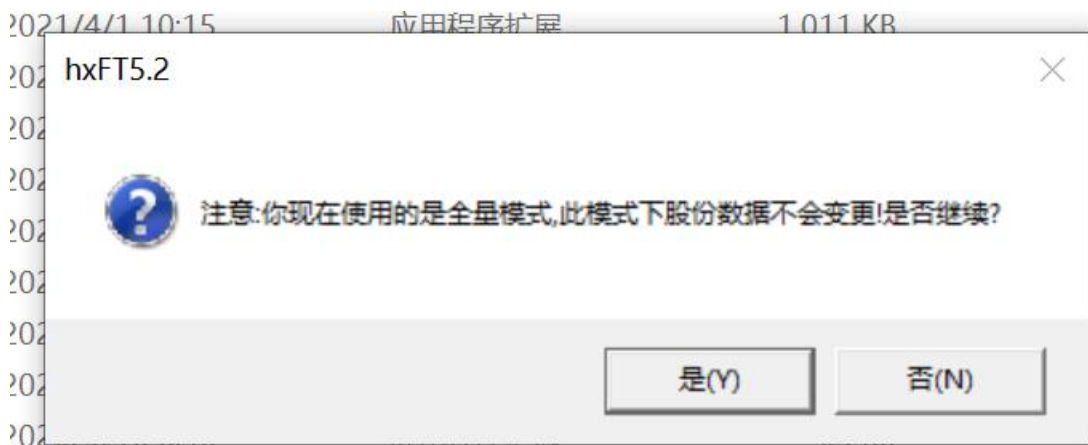 2021/4/1 10:15 应用程序扩展 1,011 KB
hxFT5.2
注意:你现在使用的是全量模式,此模式下股份数据不会变更!是否继续?
是(Y) 否(N)